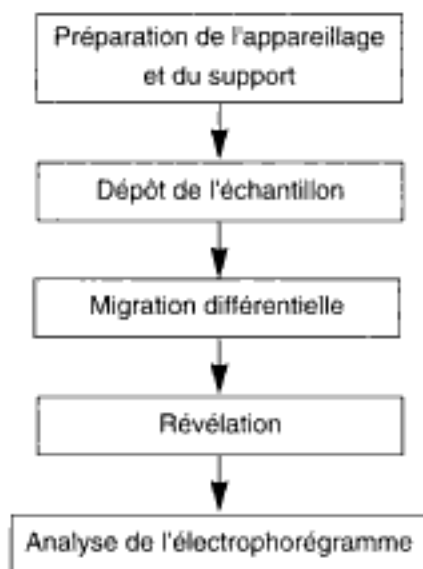 Préparation de l'appareillage
et du support
Dépôt de l'échantillon
Migration différentielle
Révélation
Analyse de l'électrophorégramme